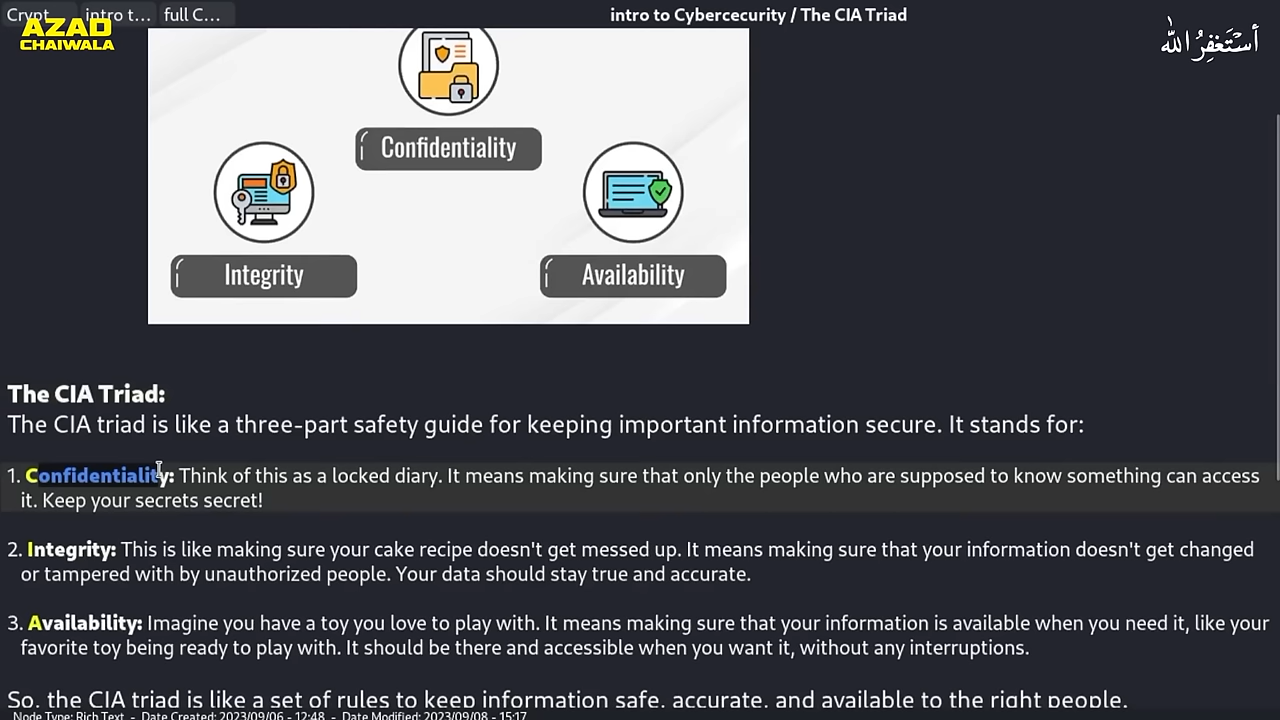 Crypt...
intro t...
full C...
intro to Cybercecurity / The CIA Triad
AZAD
CHAIWALA
أستغفر الله
Confidentiality
Integrity
Availability
The CIA Triad:
The CIA triad is like a three-part safety guide for keeping important information secure. It stands for:
1. Confidentiality: Think of this as a locked diary. It means making sure that only the people who are supposed to know something can access
it. Keep your secrets secret!
2. Integrity: This is like making sure your cake recipe doesn't get messed up. It means making sure that your information doesn't get changed
or tampered with by unauthorized people. Your data should stay true and accurate.
3. Availability: Imagine you have a toy you love to play with. It means making sure that your information is available when you need it, like your
favorite toy being ready to play with. It should be there and accessible when you want it, without any interruptions.
So, the CIA triad is like a set of rules to keep information safe, accurate, and available to the right people.
Node Type: Rich Text - Date Created: 2023/09/06 - 12:48 - Date Modified: 2023/09/08 - 15:17